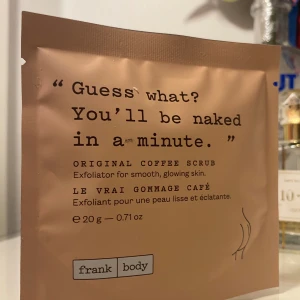 “ Guess what?
You'll be naked
in a minute. ”
ORIGINAL COFFEE SCRUB
Exfoliator for smooth, glowing skin.
LE VRAI GOMMAGE CAFÉ
Exfoliant pour une peau lisse et éclatante.
℮ 20 g — 0.71 oz
frank body